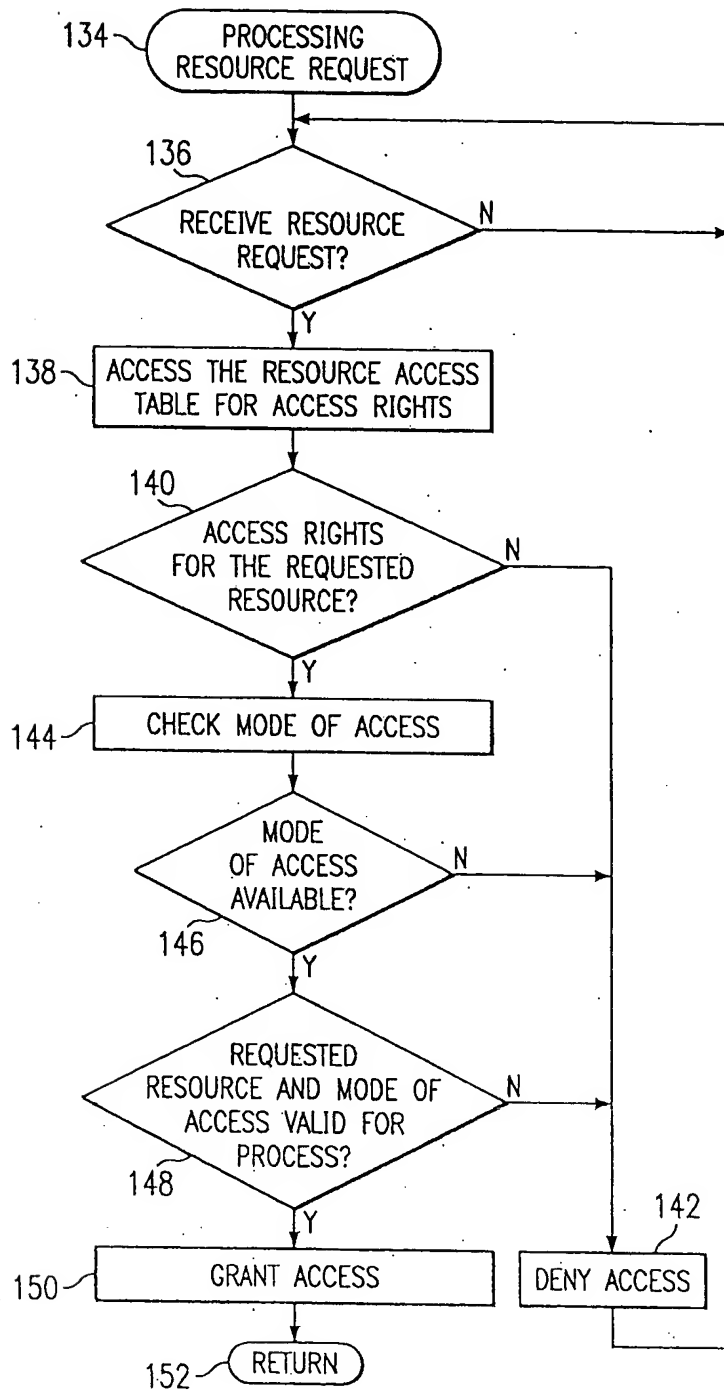 134
PROCESSING
RESOURCE REQUEST
136
RECEIVE RESOURCE
REQUEST?
N
Y
138
ACCESS THE RESOURCE ACCESS
TABLE FOR ACCESS RIGHTS
140
ACCESS RIGHTS
FOR THE REQUESTED
RESOURCE?
N
Y
144
CHECK MODE OF ACCESS
MODE
OF ACCESS
AVAILABLE?
N
146
Y
REQUESTED
RESOURCE AND MODE OF
ACCESS VALID FOR
PROCESS?
N
148
Y
142
150
GRANT ACCESS
DENY ACCESS
152
RETURN